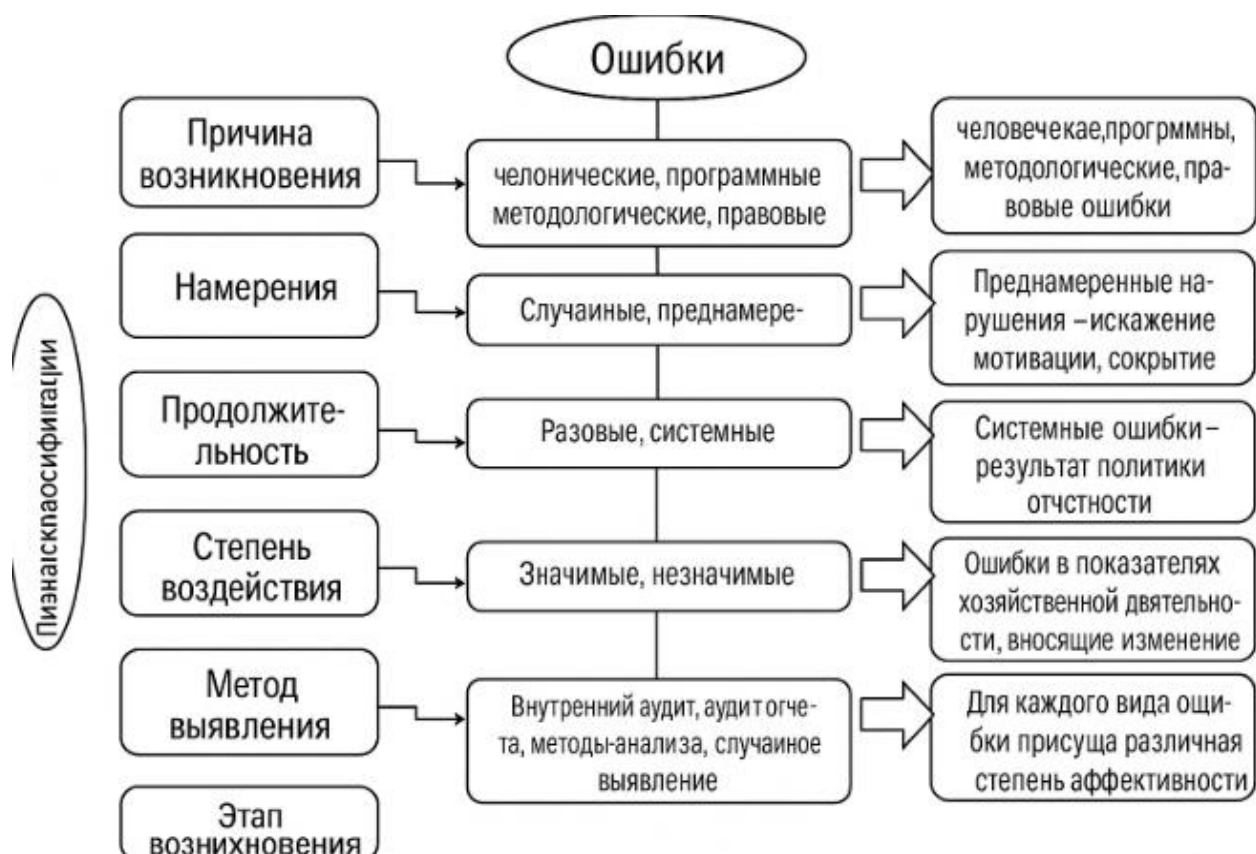 Ошибки
Причина
возникновения
челонические, программные
методологические, правовые
человечекае,прогрммны,
методологические, пра-
вовые ошибки
Намерения
Случаиные, преднамере-
Преднамеренные на-
рушения – искажение
мотивации, сокрытие
Продолжите-
льность
Разовые, системные
Системные ошибки –
результат политики
отчстности
Степень
воздействия
Значимые, незначимые
Ошибки в показателях
хозяйственной двятельно-
сти, вносящие изменение
Метод
выявления
Внутренний аудит, аудит огче-
та, методы-анализа, случаиное
выявление
Для каждого вида ощи-
бки присуща различная
степень аффективности
Этап
вознихновения